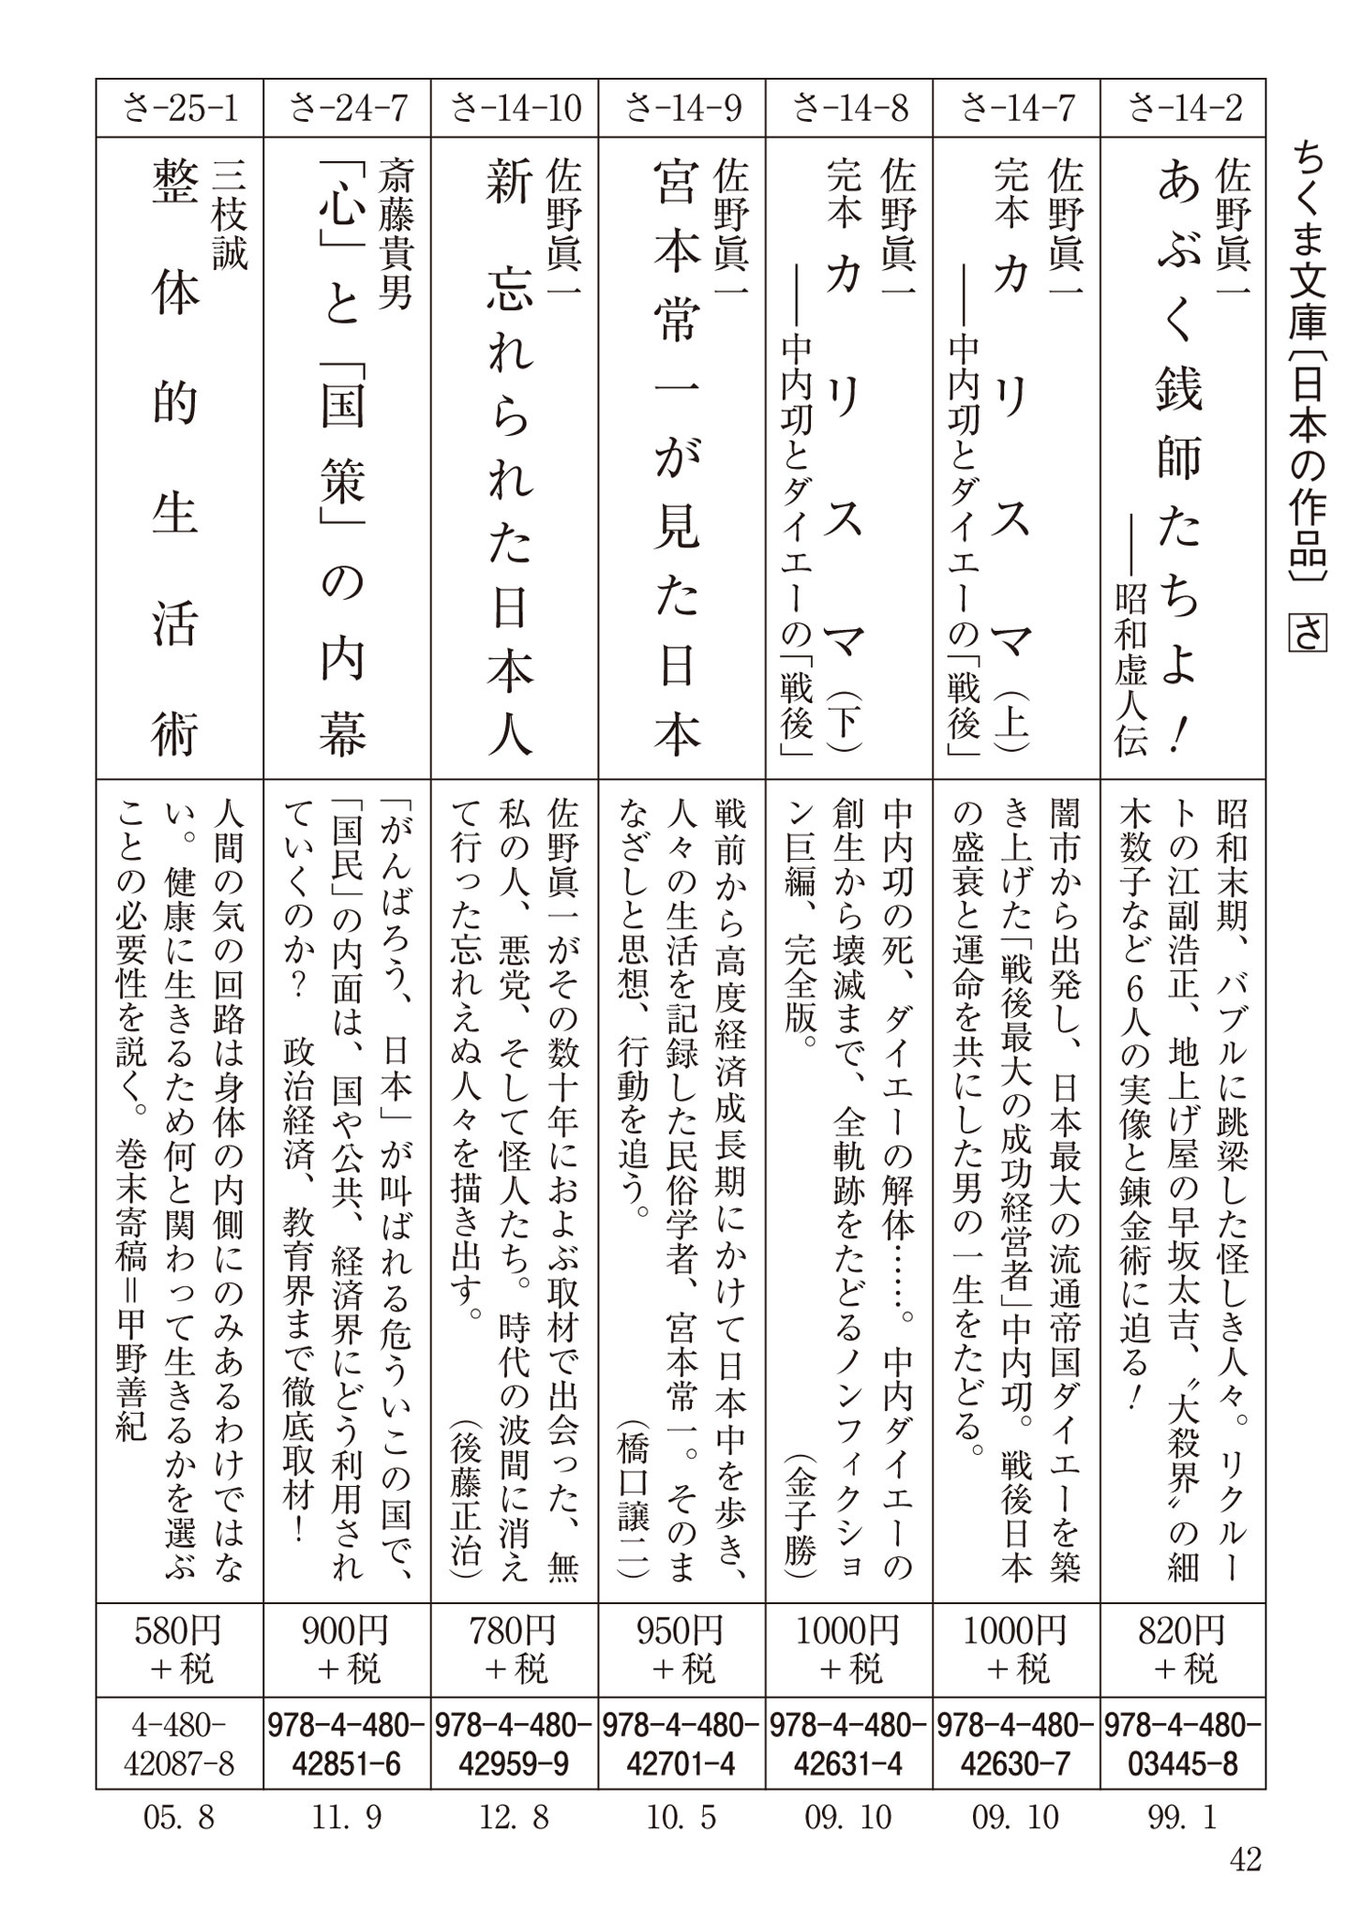 ちくま文庫〔日本の作品〕 さ
さ-14-2
佐野眞一
あぶく銭師たちよ！
――昭和虚人伝
昭和末期、バブルに跳梁した怪しき人々。リクルー
トの江副浩正、地上げ屋の早坂太吉、〝大殺界〟の細
木数子など6人の実像と錬金術に迫る！
820円
＋税
978-4-480-
03445-8
99. 1
さ-14-7
佐野眞一
完本 カリスマ（上）
――中内㓛とダイエーの「戦後」
闇市から出発し、日本最大の流通帝国ダイエーを築
き上げた「戦後最大の成功経営者」中内㓛。戦後日本
の盛衰と運命を共にした男の一生をたどる。
1000円
＋税
978-4-480-
42630-7
09. 10
さ-14-8
佐野眞一
完本 カリスマ（下）
――中内㓛とダイエーの「戦後」
中内㓛の死、ダイエーの解体……。中内ダイエーの
創生から壊滅まで、全軌跡をたどるノンフィクショ
ン巨編、完全版。 （金子勝）
1000円
＋税
978-4-480-
42631-4
09. 10
さ-14-9
佐野眞一
宮本常一が見た日本
戦前から高度経済成長期にかけて日本中を歩き、
人々の生活を記録した民俗学者、宮本常一。そのま
なざしと思想、行動を追う。 （橋口譲二）
950円
＋税
978-4-480-
42701-4
10. 5
さ-14-10
佐野眞一
新 忘れられた日本人
佐野眞一がその数十年におよぶ取材で出会った、無
私の人、悪党、そして怪人たち。時代の波間に消え
て行った忘れえぬ人々を描き出す。 （後藤正治）
780円
＋税
978-4-480-
42959-9
12. 8
さ-24-7
斎藤貴男
「心」と「国策」の内幕
「がんばろう、日本」が叫ばれる危ういこの国で、
「国民」の内面は、国や公共、経済界にどう利用され
ていくのか？ 政治経済、教育界まで徹底取材！
900円
＋税
978-4-480-
42851-6
11. 9
さ-25-1
三枝誠
整体的生活術
人間の気の回路は身体の内側にのみあるわけではな
い。健康に生きるため何と関わって生きるかを選ぶ
ことの必要性を説く。巻末寄稿＝甲野善紀
580円
＋税
4-480-
42087-8
05. 8
42